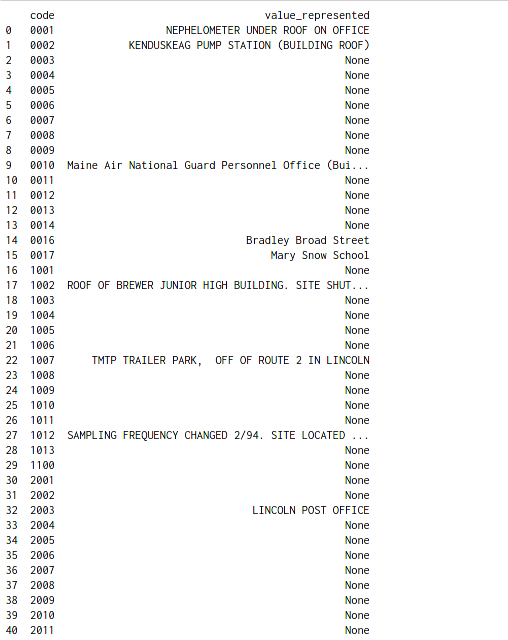 code value_represented
0 0001 NEPHELOMETER UNDER ROOF ON OFFICE
1 0002 KENDUSKEAG PUMP STATION (BUILDING ROOF)
2 0003 None
3 0004 None
4 0005 None
5 0006 None
6 0007 None
7 0008 None
8 0009 None
9 0010 Maine Air National Guard Personnel Office (Bui...
10 0011 None
11 0012 None
12 0013 None
13 0014 None
14 0016 Bradley Broad Street
15 0017 Mary Snow School
16 1001 None
17 1002 ROOF OF BREWER JUNIOR HIGH BUILDING. SITE SHUT...
18 1003 None
19 1004 None
20 1005 None
21 1006 None
22 1007 TMTP TRAILER PARK, OFF OF ROUTE 2 IN LINCOLN
23 1008 None
24 1009 None
25 1010 None
26 1011 None
27 1012 SAMPLING FREQUENCY CHANGED 2/94. SITE LOCATED ...
28 1013 None
29 1100 None
30 2001 None
31 2002 None
32 2003 LINCOLN POST OFFICE
33 2004 None
34 2005 None
35 2006 None
36 2007 None
37 2008 None
38 2009 None
39 2010 None
40 2011 None